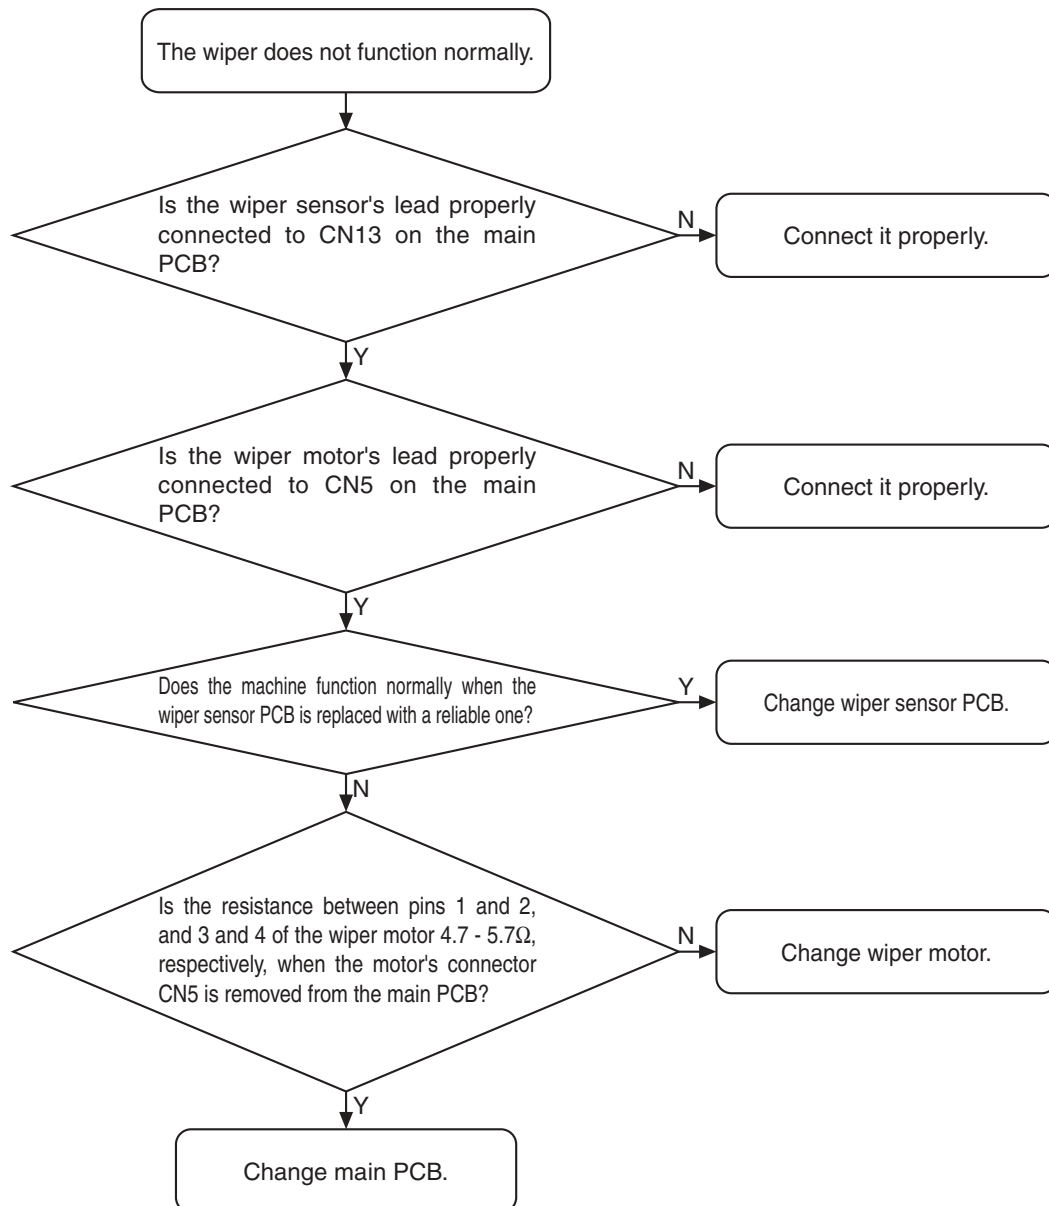 The wiper does not function normally.
Is the wiper sensor's lead properly
connected to CN13 on the main
PCB?
N
Connect it properly.
Y
Is the wiper motor's lead properly
connected to CN5 on the main
PCB?
N
Connect it properly.
Y
Does the machine function normally when the
wiper sensor PCB is replaced with a reliable one?
Y
Change wiper sensor PCB.
N
Is the resistance between pins 1 and 2,
and 3 and 4 of the wiper motor 4.7 - 5.7Ω,
respectively, when the motor's connector
CN5 is removed from the main PCB?
N
Change wiper motor.
Y
Change main PCB.